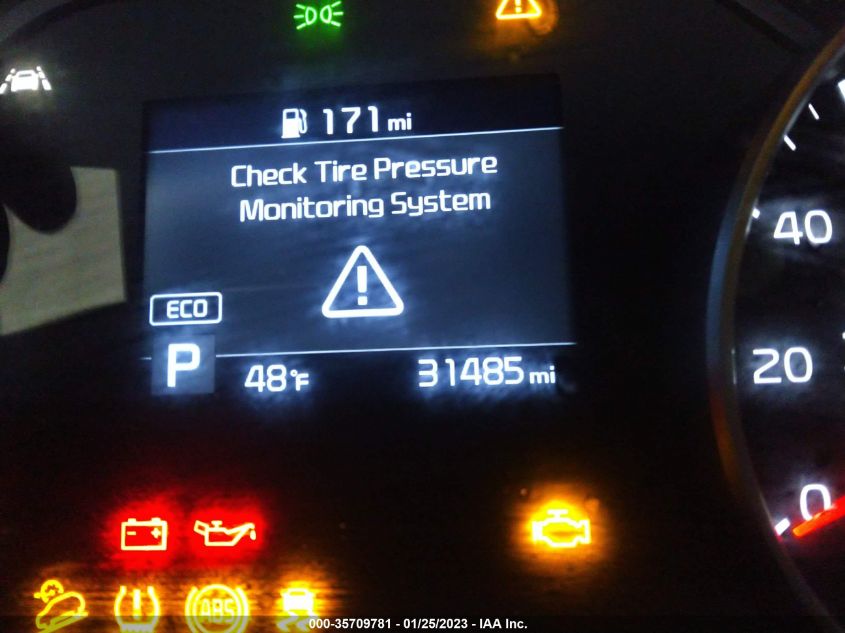 171 mi
Check Tire Pressure
Monitoring System
ECO
P
48°F
31485 mi
40
20
0
ABS
000-35709781 - 01/25/2023 - IAA Inc.